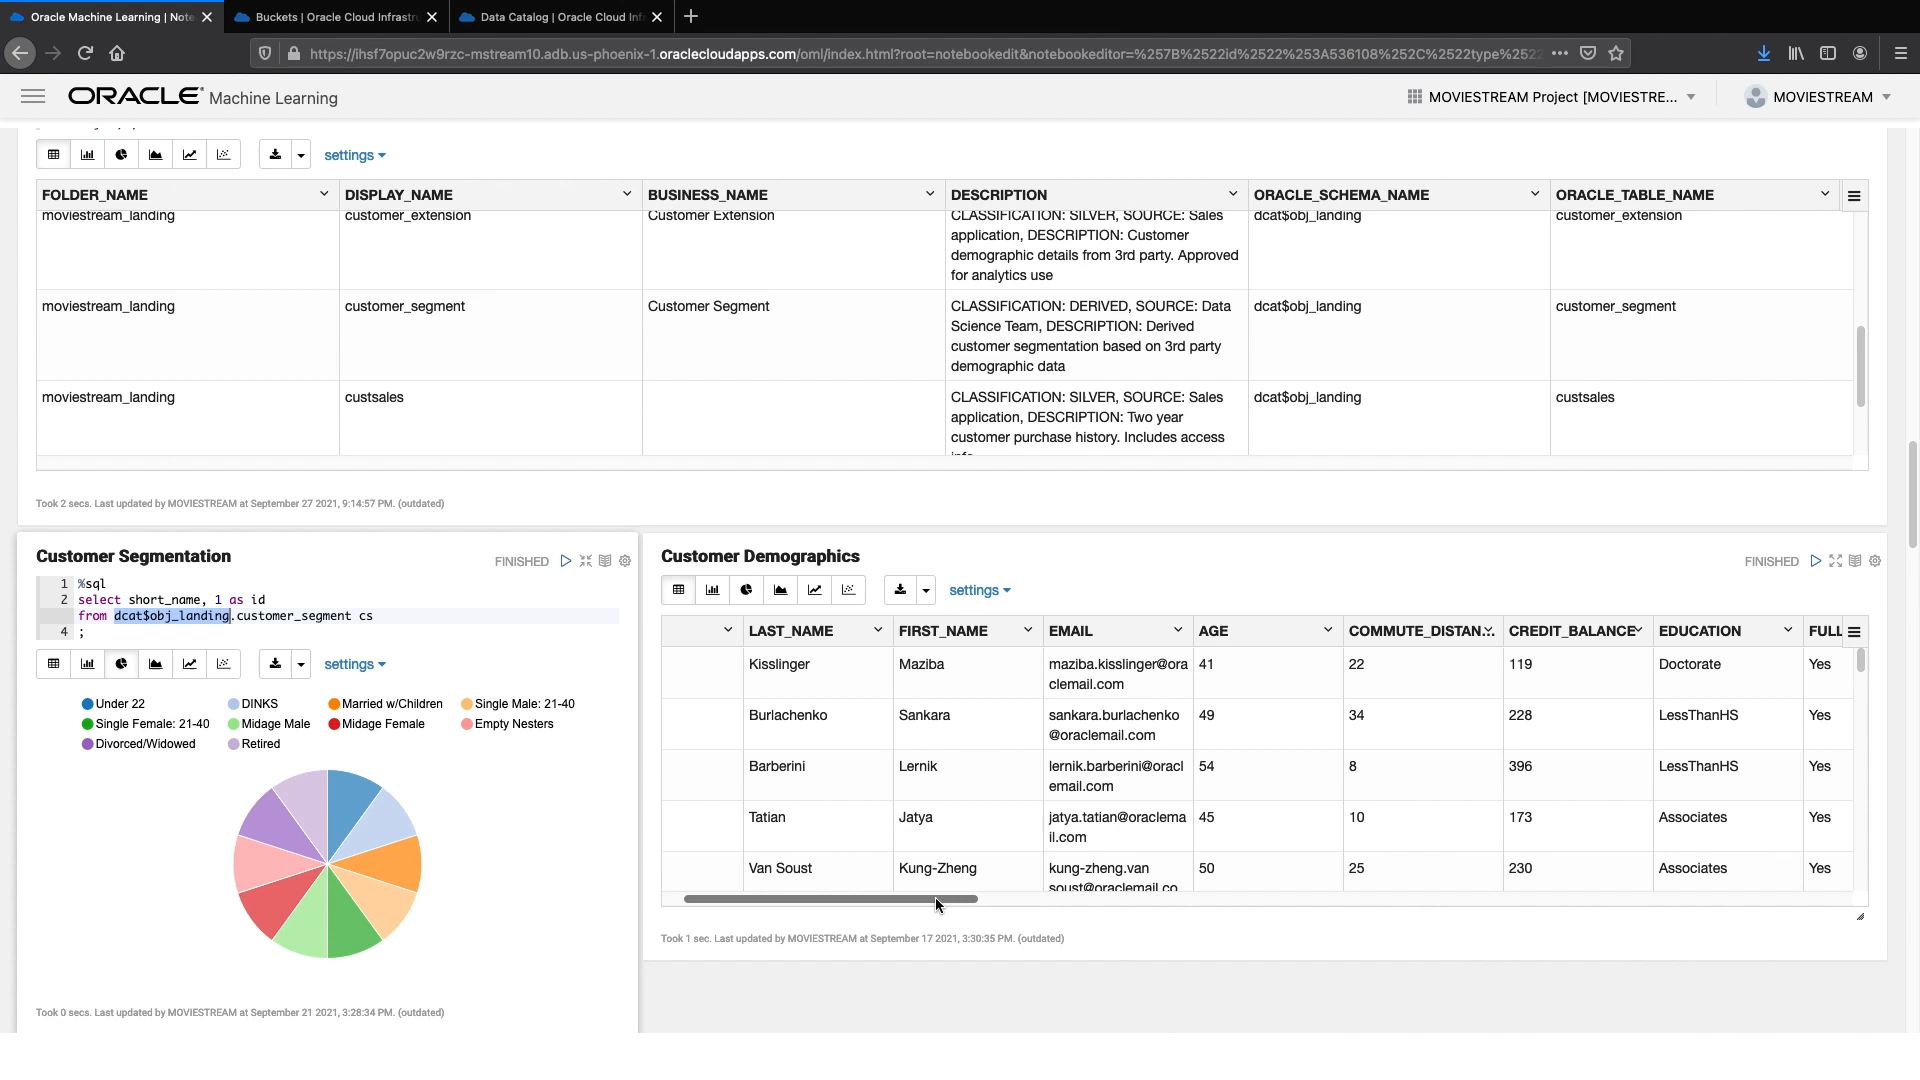 Oracle Machine Learning | Note
Buckets | Oracle Cloud Infrastru
Data Catalog | Oracle Cloud Inf
https://ihsf7opuc2w9rzc-mstream10.adb.us-phoenix-1.oraclecloudapps.com/oml/index.html?root=notebookedit&notebookeditor=%257B%2522id%2522%253A536108%252C%2522type%2522
ORACLE Machine Learning
MOVIESTREAM Project [MOVIESTRE...
MOVIESTREAM
settings
FOLDER_NAME DISPLAY_NAME BUSINESS_NAME DESCRIPTION ORACLE_SCHEMA_NAME ORACLE_TABLE_NAME
moviestream_landing customer_extension Customer Extension CLASSIFICATION: SILVER, SOURCE: Sales dcat$obj_landing customer_extension
application, DESCRIPTION: Customer
demographic details from 3rd party. Approved
for analytics use
moviestream_landing customer_segment Customer Segment CLASSIFICATION: DERIVED, SOURCE: Data dcat$obj_landing customer_segment
Science Team, DESCRIPTION: Derived
customer segmentation based on 3rd party
demographic data
moviestream_landing custsales CLASSIFICATION: SILVER, SOURCE: Sales dcat$obj_landing custsales
application, DESCRIPTION: Two year
customer purchase history. Includes access
Took 2 secs. Last updated by MOVIESTREAM at September 27 2021, 9:14:57 PM. (outdated)
Customer Segmentation
FINISHED
1 %sql
2 select short_name, 1 as id
from dcat$obj_landing.customer_segment cs
4 ;
settings
Under 22 DINKS Married w/Children Single Male: 21-40
Single Female: 21-40 Midage Male Midage Female Empty Nesters
Divorced/Widowed Retired
Took 0 secs. Last updated by MOVIESTREAM at September 21 2021, 3:28:34 PM. (outdated)
Customer Demographics
FINISHED
settings
LAST_NAME FIRST_NAME EMAIL AGE COMMUTE_DISTAN... CREDIT_BALANCE EDUCATION FULL
Kisslinger Maziba maziba.kisslinger@ora 41 22 119 Doctorate Yes
clemail.com
Burlachenko Sankara sankara.burlachenko 49 34 228 LessThanHS Yes
@oraclemail.com
Barberini Lernik lernik.barberini@oracl 54 8 396 LessThanHS Yes
email.com
Tatian Jatya jatya.tatian@oraclema 45 10 173 Associates Yes
il.com
Van Soust Kung-Zheng kung-zheng.van 50 25 230 Associates Yes
soust@oraclemail.co
Took 1 sec. Last updated by MOVIESTREAM at September 17 2021, 3:30:35 PM. (outdated)